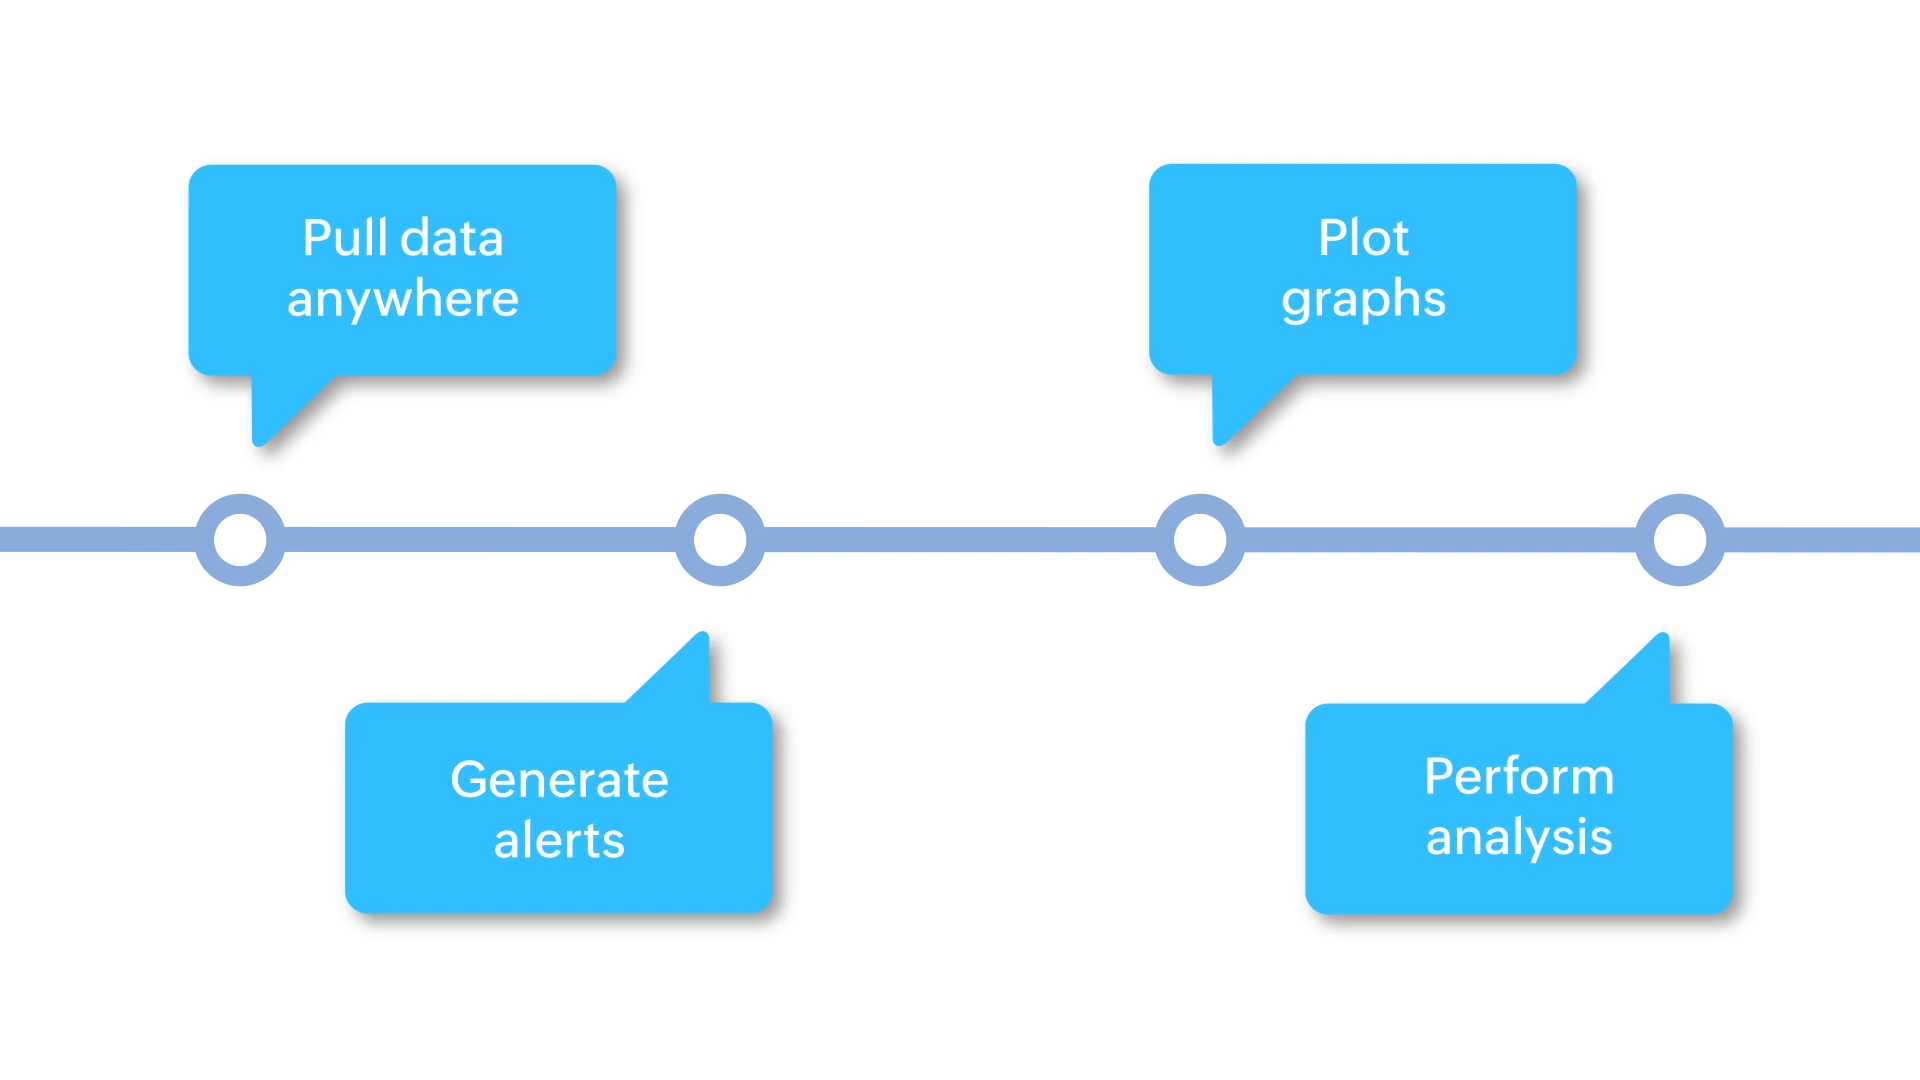 Pull data
anywhere
Generate
alerts
Plot
graphs
Perform
analysis